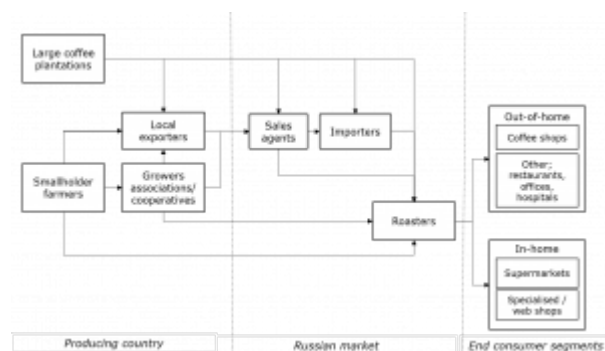 Large coffee
plantations
Local
exporters
Sales
agents
Importers
Smallholder
farmers
Growers
associations/
cooperatives
Roasters
Out-of-home
Coffee shops
Other;
restaurants,
offices,
hospitals
In-home
Supermarkets
Specialised /
web shops
Producing country
Russian market
End consumer segments